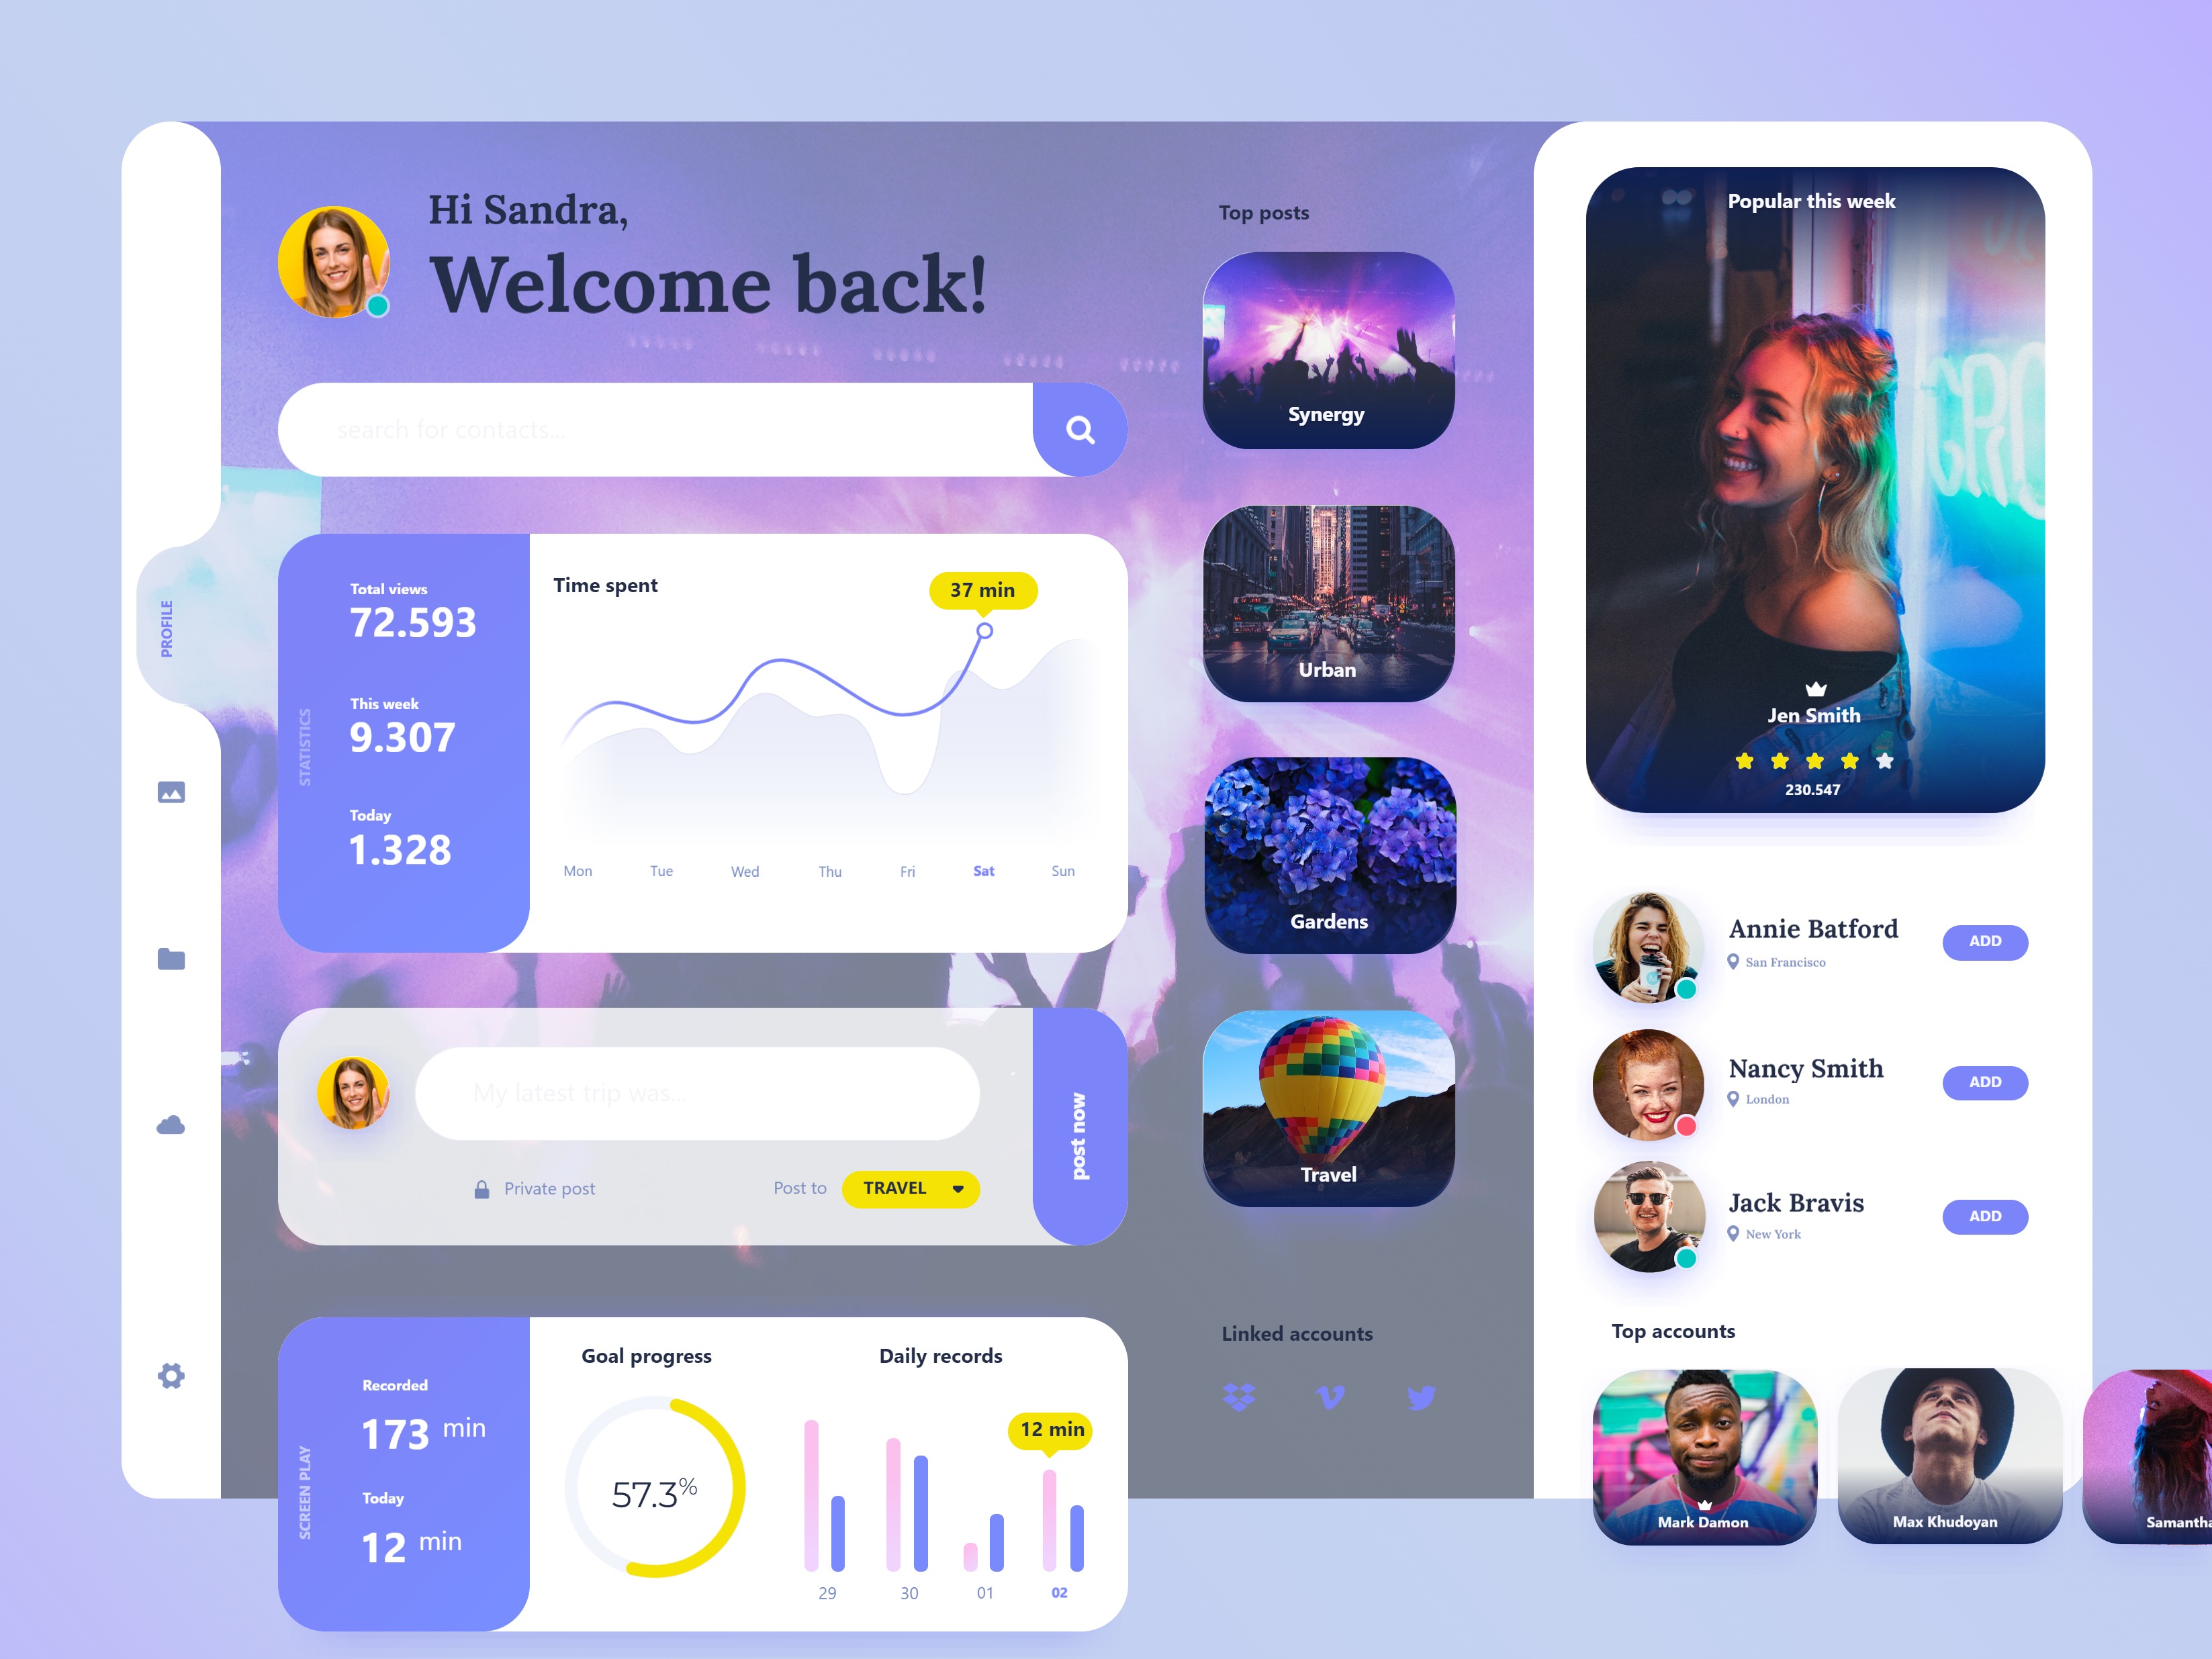 Hi Sandra,
Welcome back!
search for contacts...
PROFILE
STATISTICS
Total views
72.593
This week
9.307
Today
1.328
Time spent
37 min
Mon Tue Wed Thu Fri Sat Sun
My latest trip was...
Private post
Post to
TRAVEL
post now
SCREEN PLAY
Recorded
173 min
Today
12 min
Goal progress
57.3%
Daily records
12 min
29 30 01 02
Top posts
Synergy
Urban
Gardens
Travel
Linked accounts
Popular this week
Jen Smith
230.547
Annie Batford
San Francisco
ADD
Nancy Smith
London
ADD
Jack Bravis
New York
ADD
Top accounts
Mark Damon
Max Khudoyan
Samantha